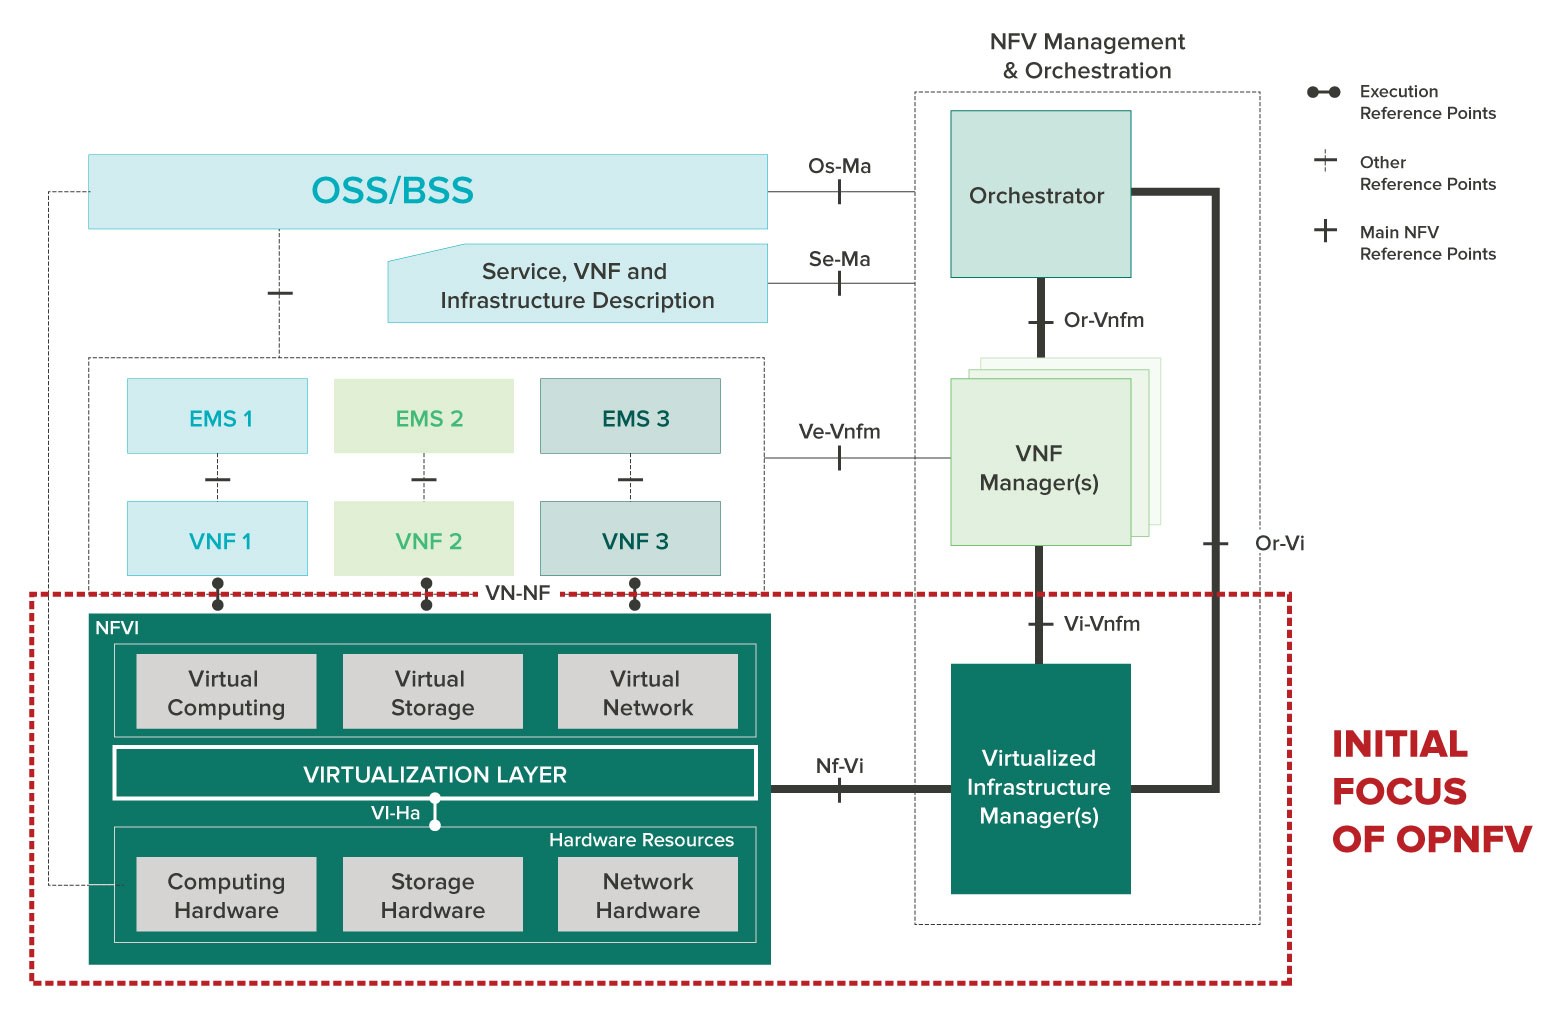 NFV Management
& Orchestration
Execution
Reference Points
Other
Reference Points
Main NFV
Reference Points
OSS/BSS
Os-Ma
Orchestrator
Service, VNF and
Infrastructure Description
Se-Ma
Or-Vnfm
EMS 1
EMS 2
EMS 3
Ve-Vnfm
VNF
Manager(s)
VNF 1
VNF 2
VNF 3
Or-Vi
VN-NF
Vi-Vnfm
NFVI
Virtual
Computing
Virtual
Storage
Virtual
Network
VIRTUALIZATION LAYER
Nf-Vi
Virtualized
Infrastructure
Manager(s)
VI-Ha
Hardware Resources
Computing
Hardware
Storage
Hardware
Network
Hardware
INITIAL
FOCUS
OF OPNFV